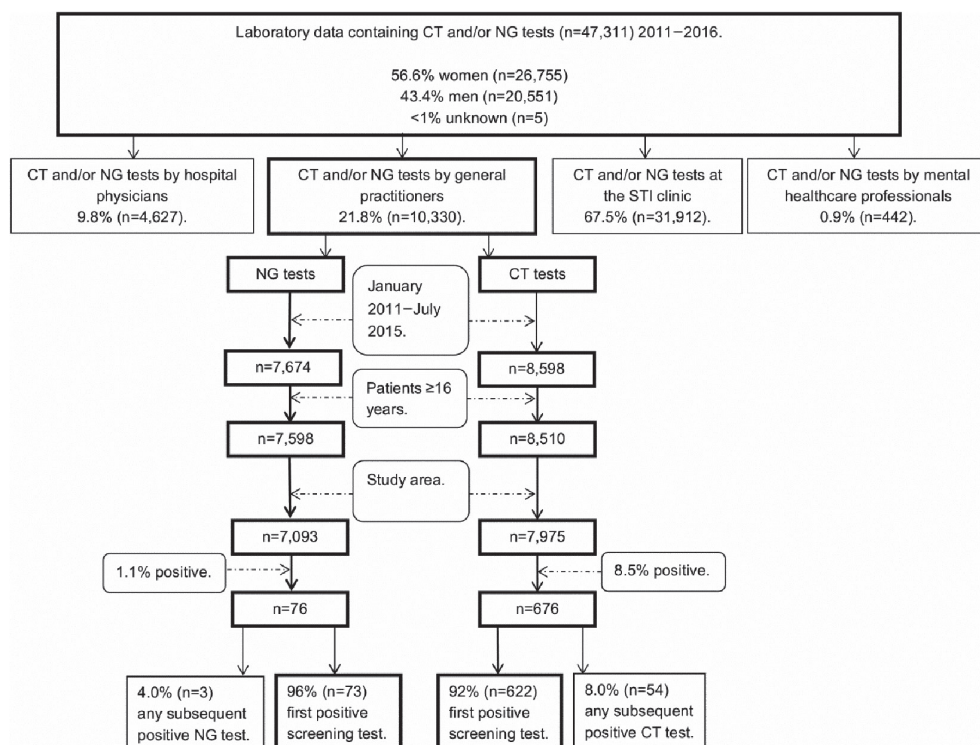 Laboratory data containing CT and/or NG tests (n=47,311) 2011−2016.
56.6% women (n=26,755)
43.4% men (n=20,551)
<1% unknown (n=5)
CT and/or NG tests by hospital
physicians
9.8% (n=4,627).
CT and/or NG tests by general
practitioners
21.8% (n=10,330).
CT and/or NG tests at
the STI clinic
67.5% (n=31,912).
CT and/or NG tests by mental
healthcare professionals
0.9% (n=442).
NG tests
January
2011−July
2015.
CT tests
n=7,674
n=8,598
Patients ≥16
years.
n=7,598
n=8,510
Study area.
n=7,093
n=7,975
1.1% positive.
8.5% positive.
n=76
n=676
4.0% (n=3)
any subsequent
positive NG test.
96% (n=73)
first positive
screening test.
92% (n=622)
first positive
screening test.
8.0% (n=54)
any subsequent
positive CT test.